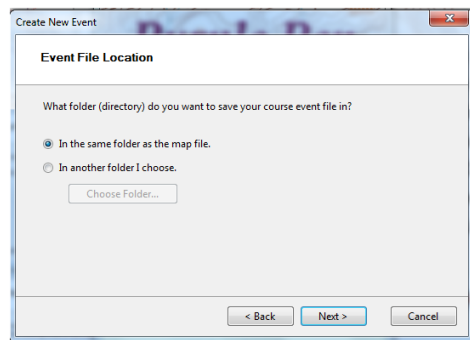 Create New Event
Event File Location
What folder (directory) do you want to save your course event file in?
In the same folder as the map file.
In another folder I choose.
Choose Folder...
< Back
Next >
Cancel